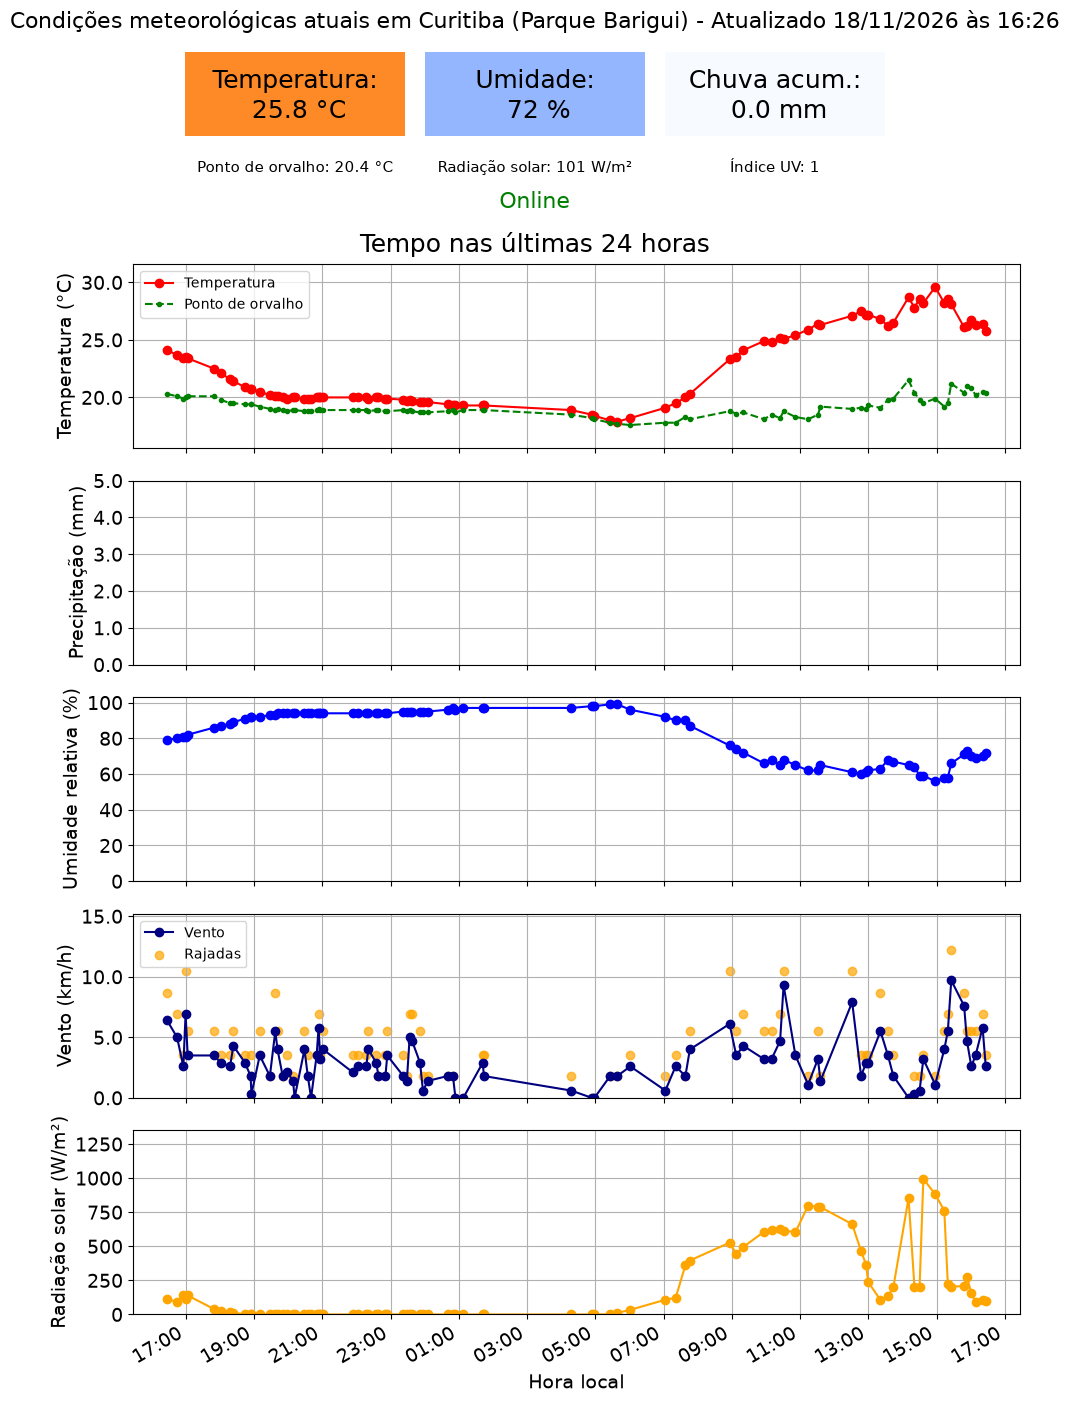 Condições meteorológicas atuais em Curitiba (Parque Barigui) - Atualizado 18/11/2026 às 16:26
Temperatura:
25.8 °C
Umidade:
72 %
Chuva acum.:
0.0 mm
Ponto de orvalho: 20.4 °C
Radiação solar: 101 W/m²
Índice UV: 1
Online
Tempo nas últimas 24 horas
Temperatura (°C)
30.0
25.0
20.0
Temperatura
Ponto de orvalho
Precipitação (mm)
5.0
4.0
3.0
2.0
1.0
0.0
Umidade relativa (%)
100
80
60
40
20
0
Vento (km/h)
15.0
10.0
5.0
0.0
Vento
Rajadas
Radiação solar (W/m²)
1250
1000
750
500
250
0
17:00
19:00
21:00
23:00
01:00
03:00
05:00
07:00
09:00
11:00
13:00
15:00
17:00
Hora local